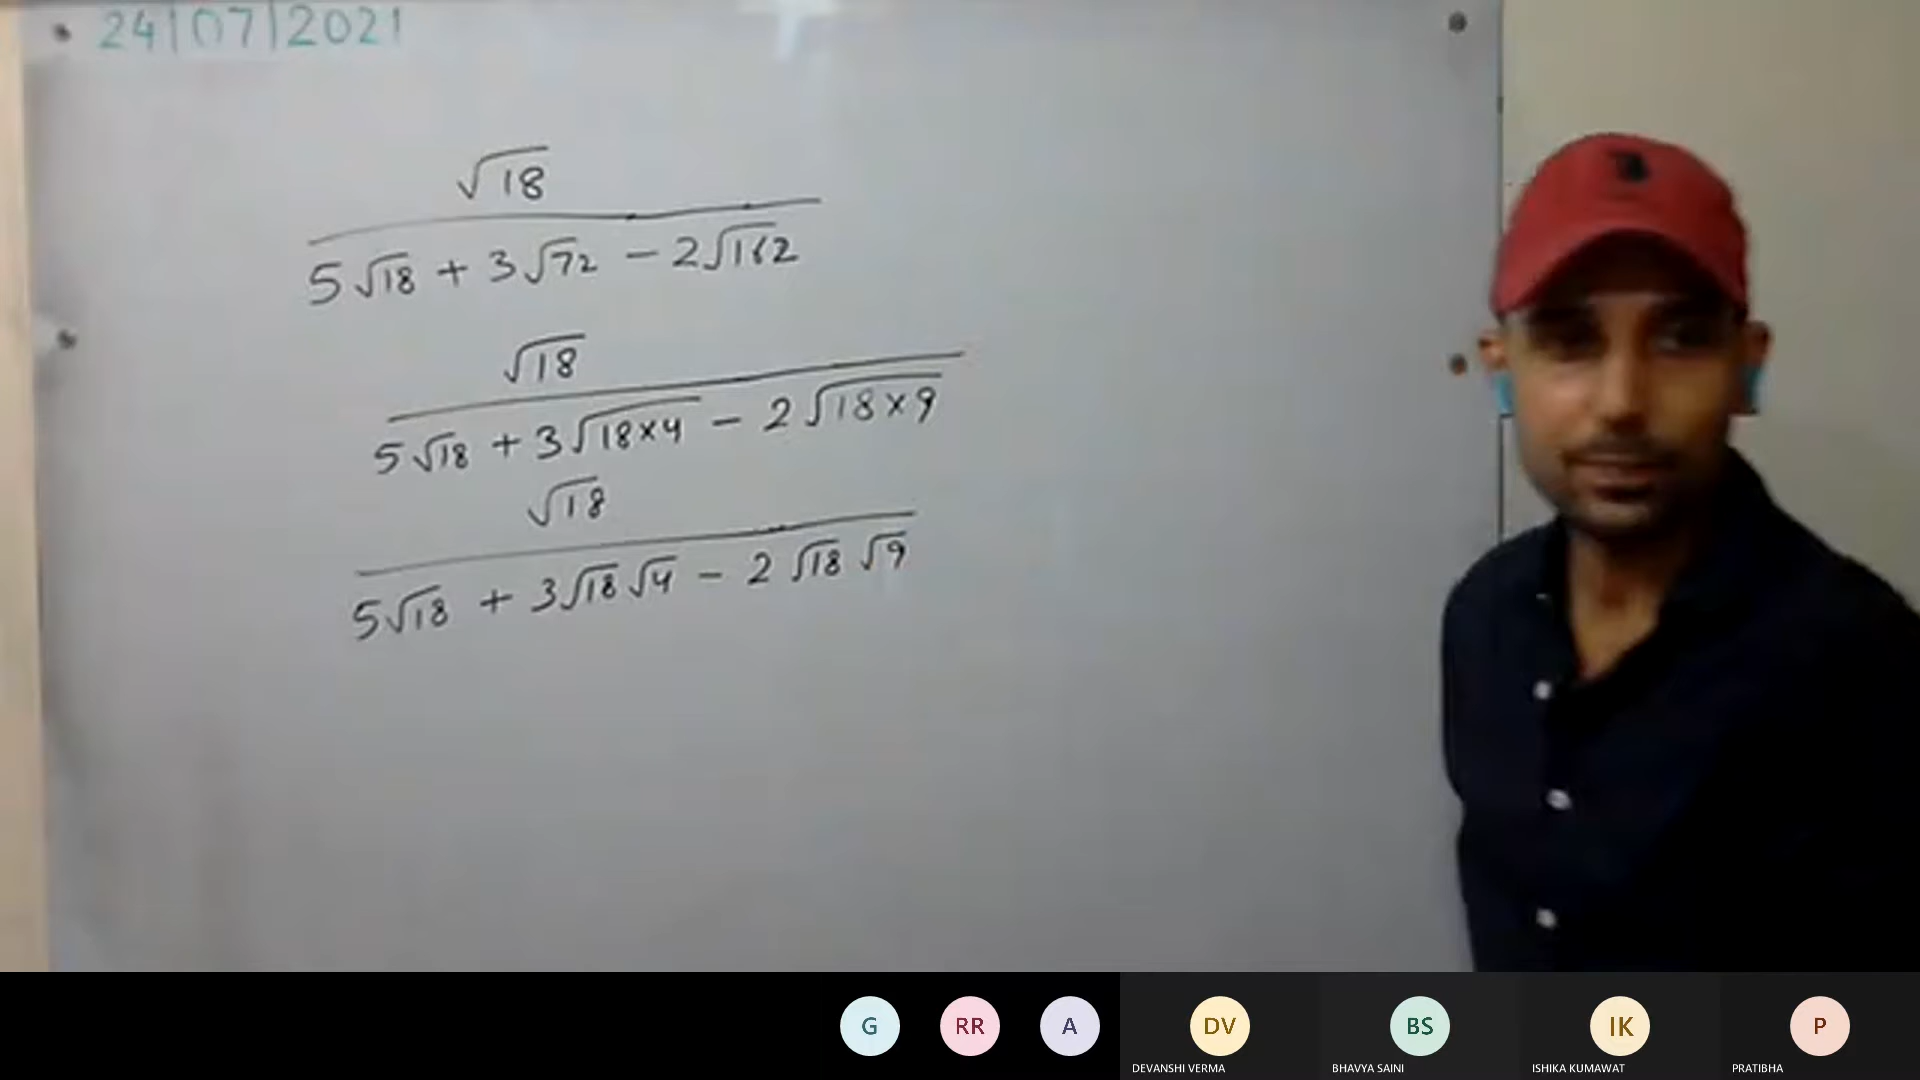 24|07|2021
√18
5√18 + 3√72 - 2√162
√18
5√18 + 3√18×4 - 2√18×9
√18
5√18 + 3√18√4 - 2√18√9
G RR A DV BS IK P
DEVANSHI VERMA BHAVYA SAINI ISHIKA KUMAWAT PRATIBHA